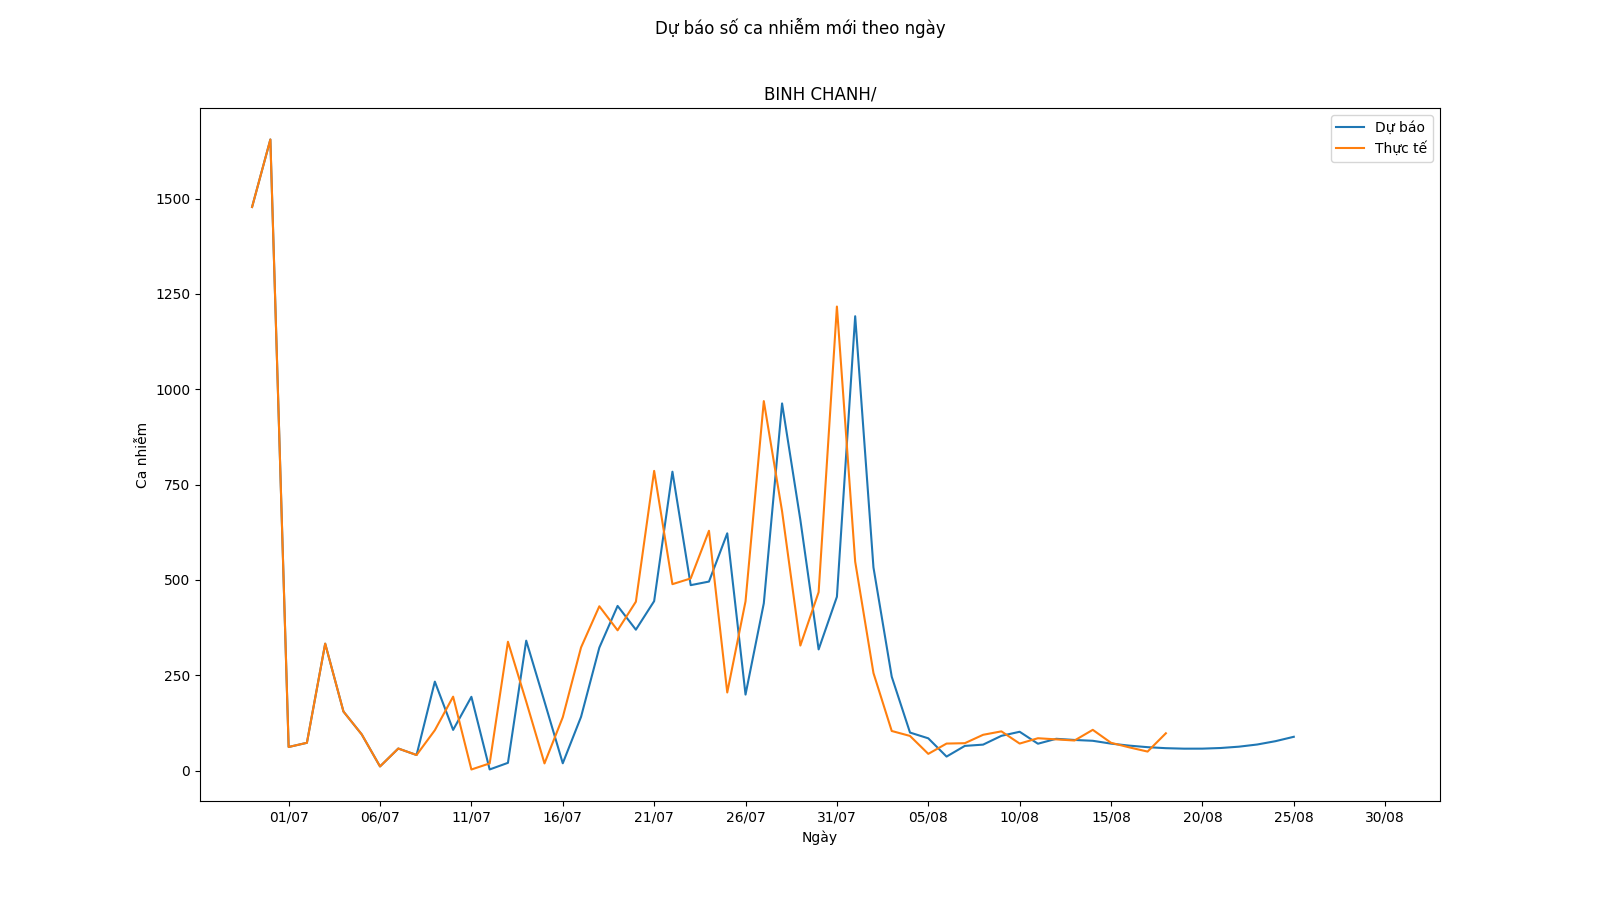 Dự báo số ca nhiễm mới theo ngày
BINH CHANH/
Dự báo
Thực tế
1500
1250
1000
750
500
250
0
Ca nhiễm
01/07 06/07 11/07 16/07 21/07 26/07 31/07 05/08 10/08 15/08 20/08 25/08 30/08
Ngày